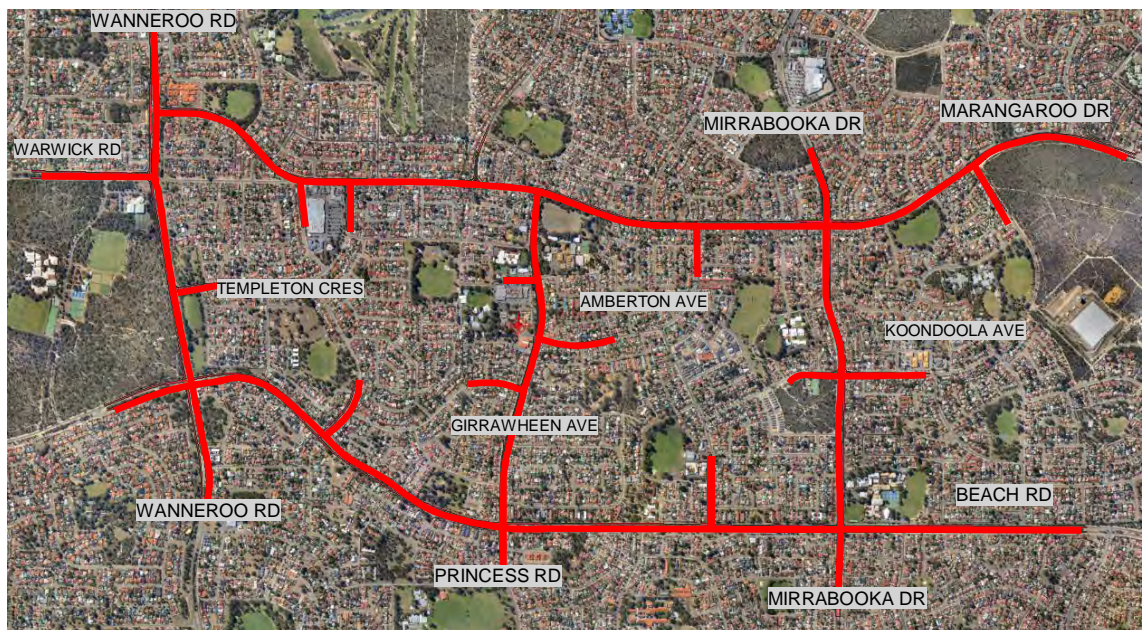 WANNEROO RD
MARANGAROO DR
MIRRABOOKA DR
WARWICK RD
TEMPLETON CRES
AMBERTON AVE
KOONDOOLA AVE
GIRRAWHEEN AVE
BEACH RD
WANNEROO RD
PRINCESS RD
MIRRABOOKA DR